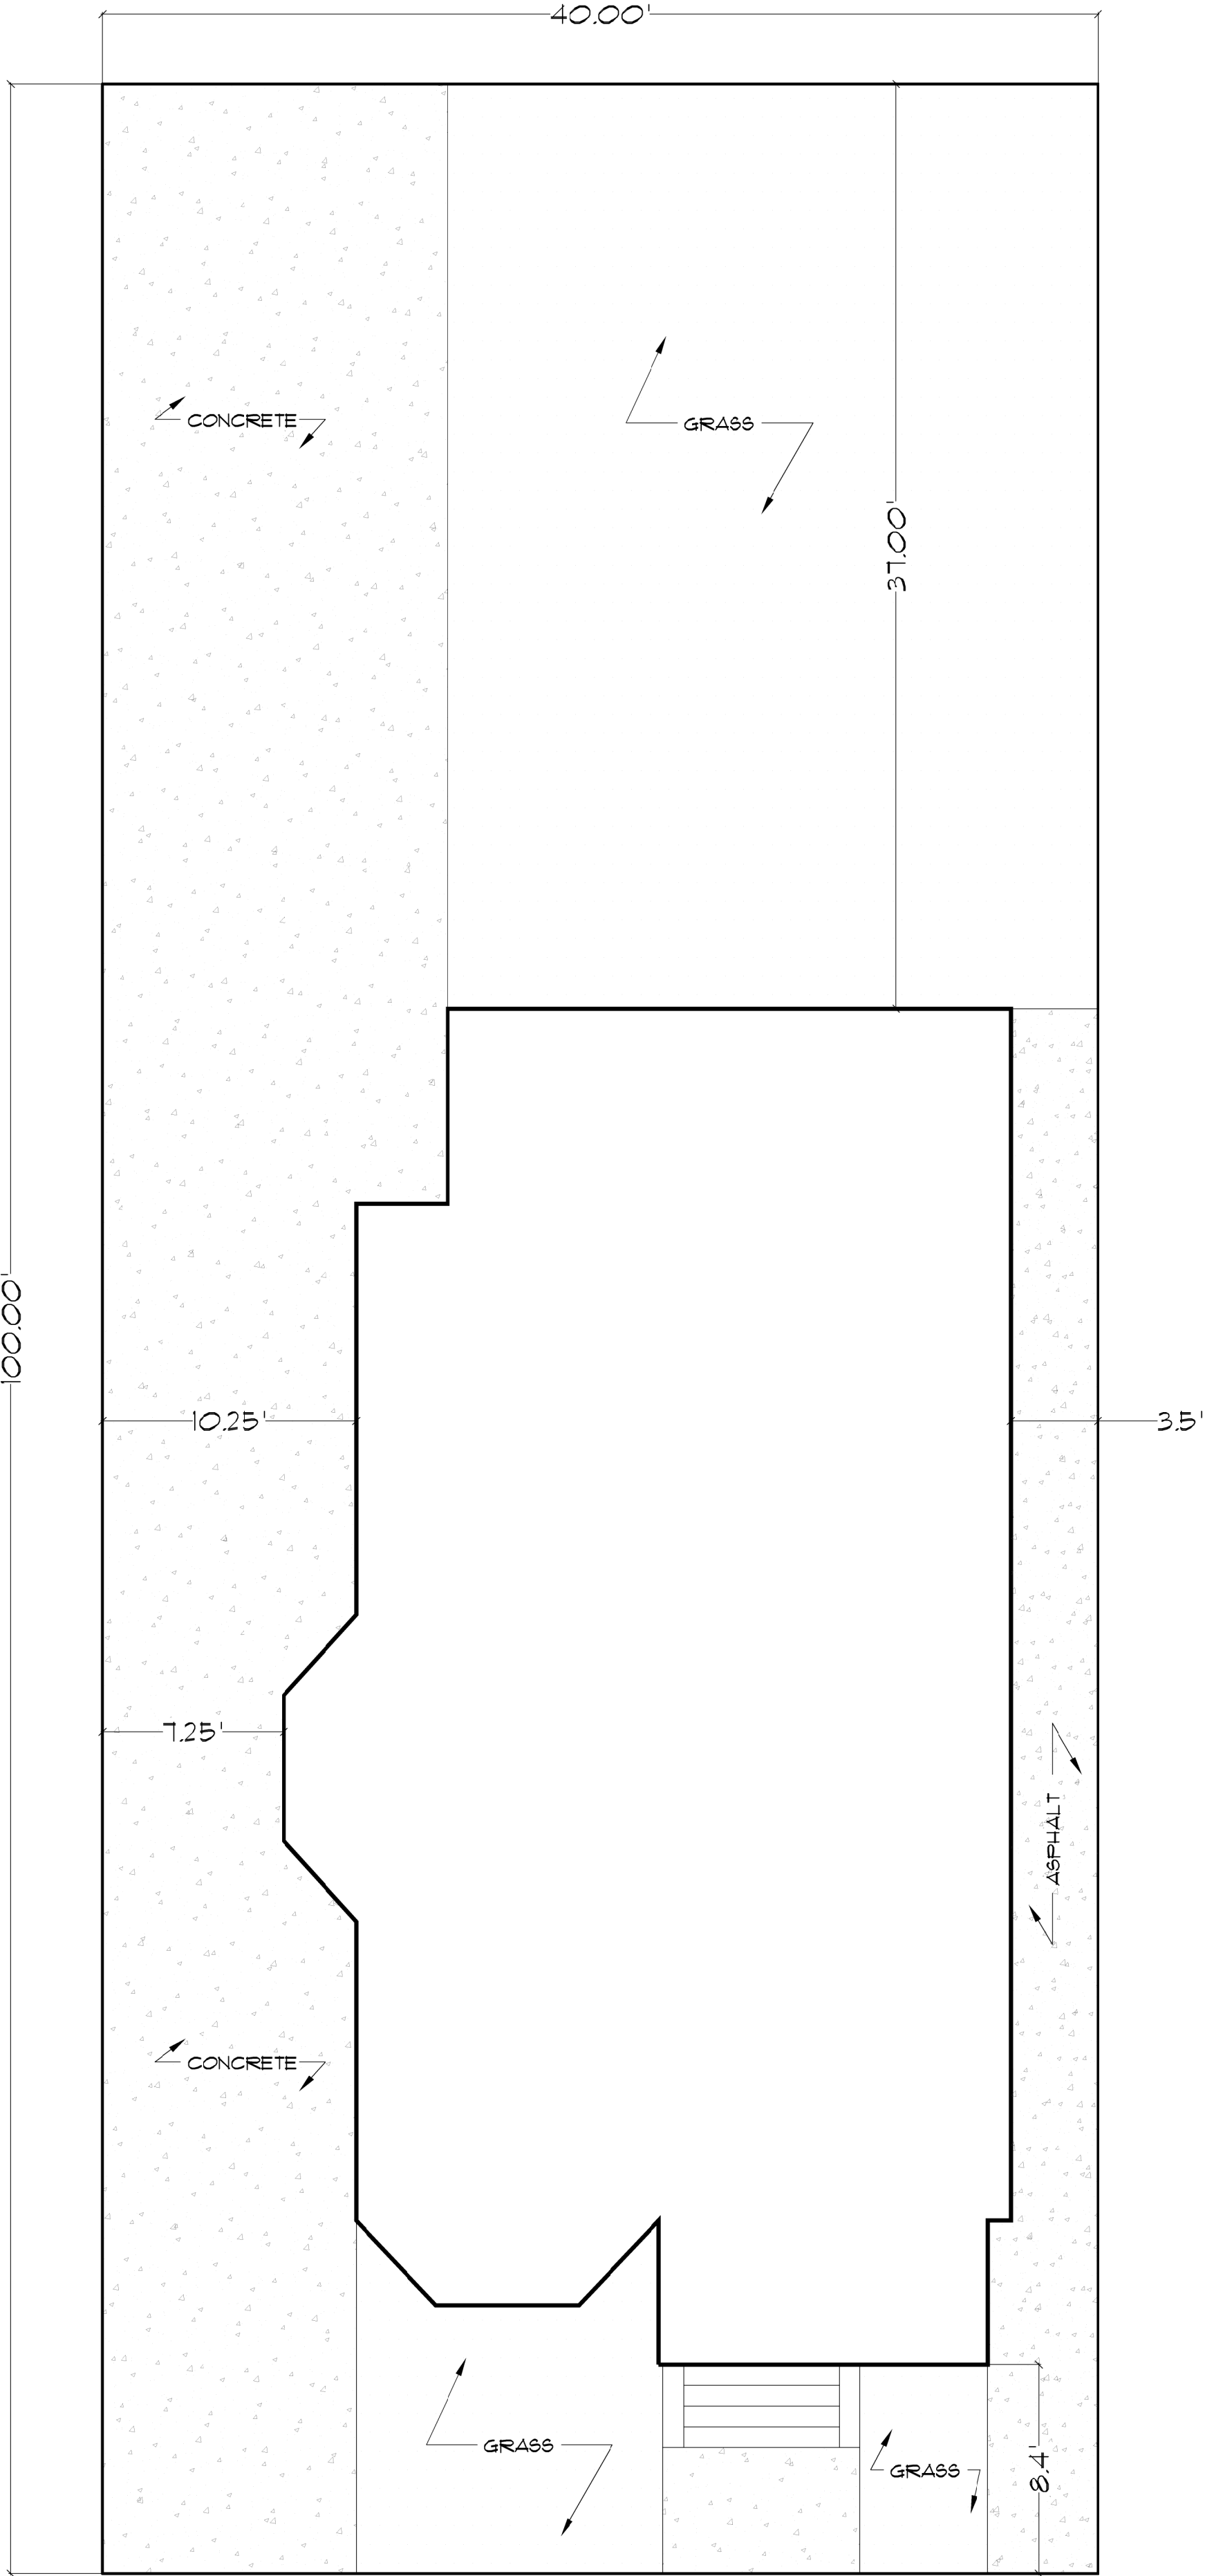 40.00'
CONCRETE
GRASS
37.00'
100.00'
10.25'
3.5'
7.25'
ASPHALT
CONCRETE
GRASS
GRASS
8.4'